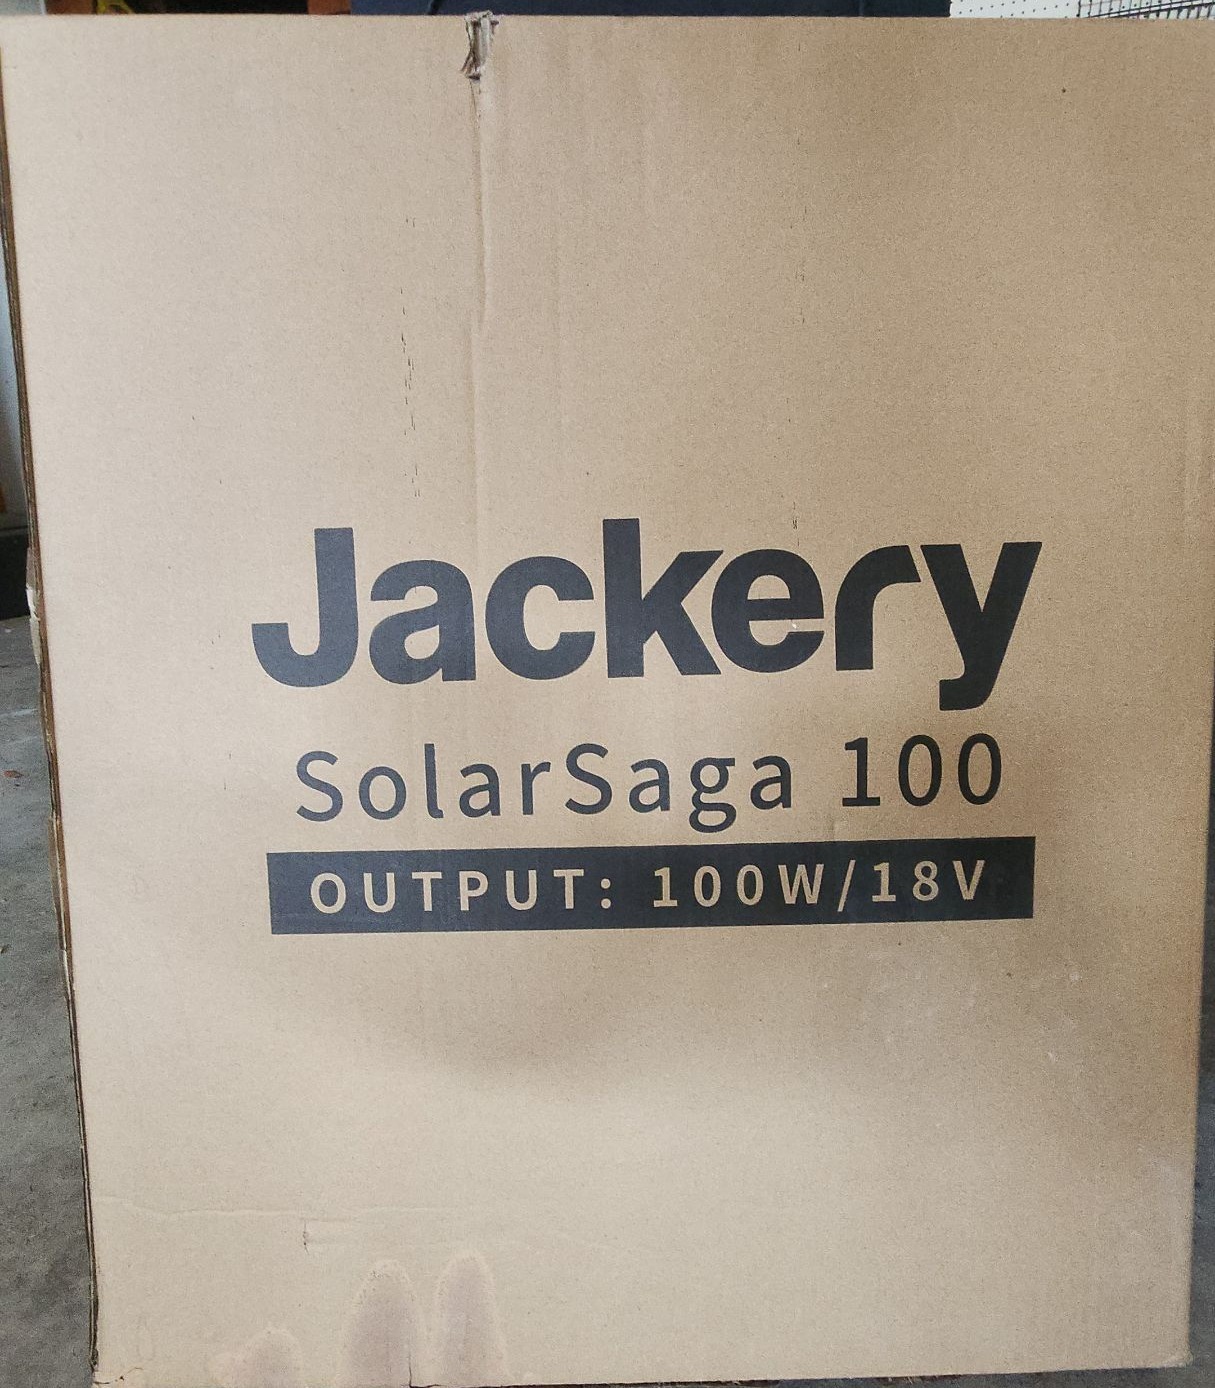 Jackery
SolarSaga 100
OUTPUT: 100W/18V